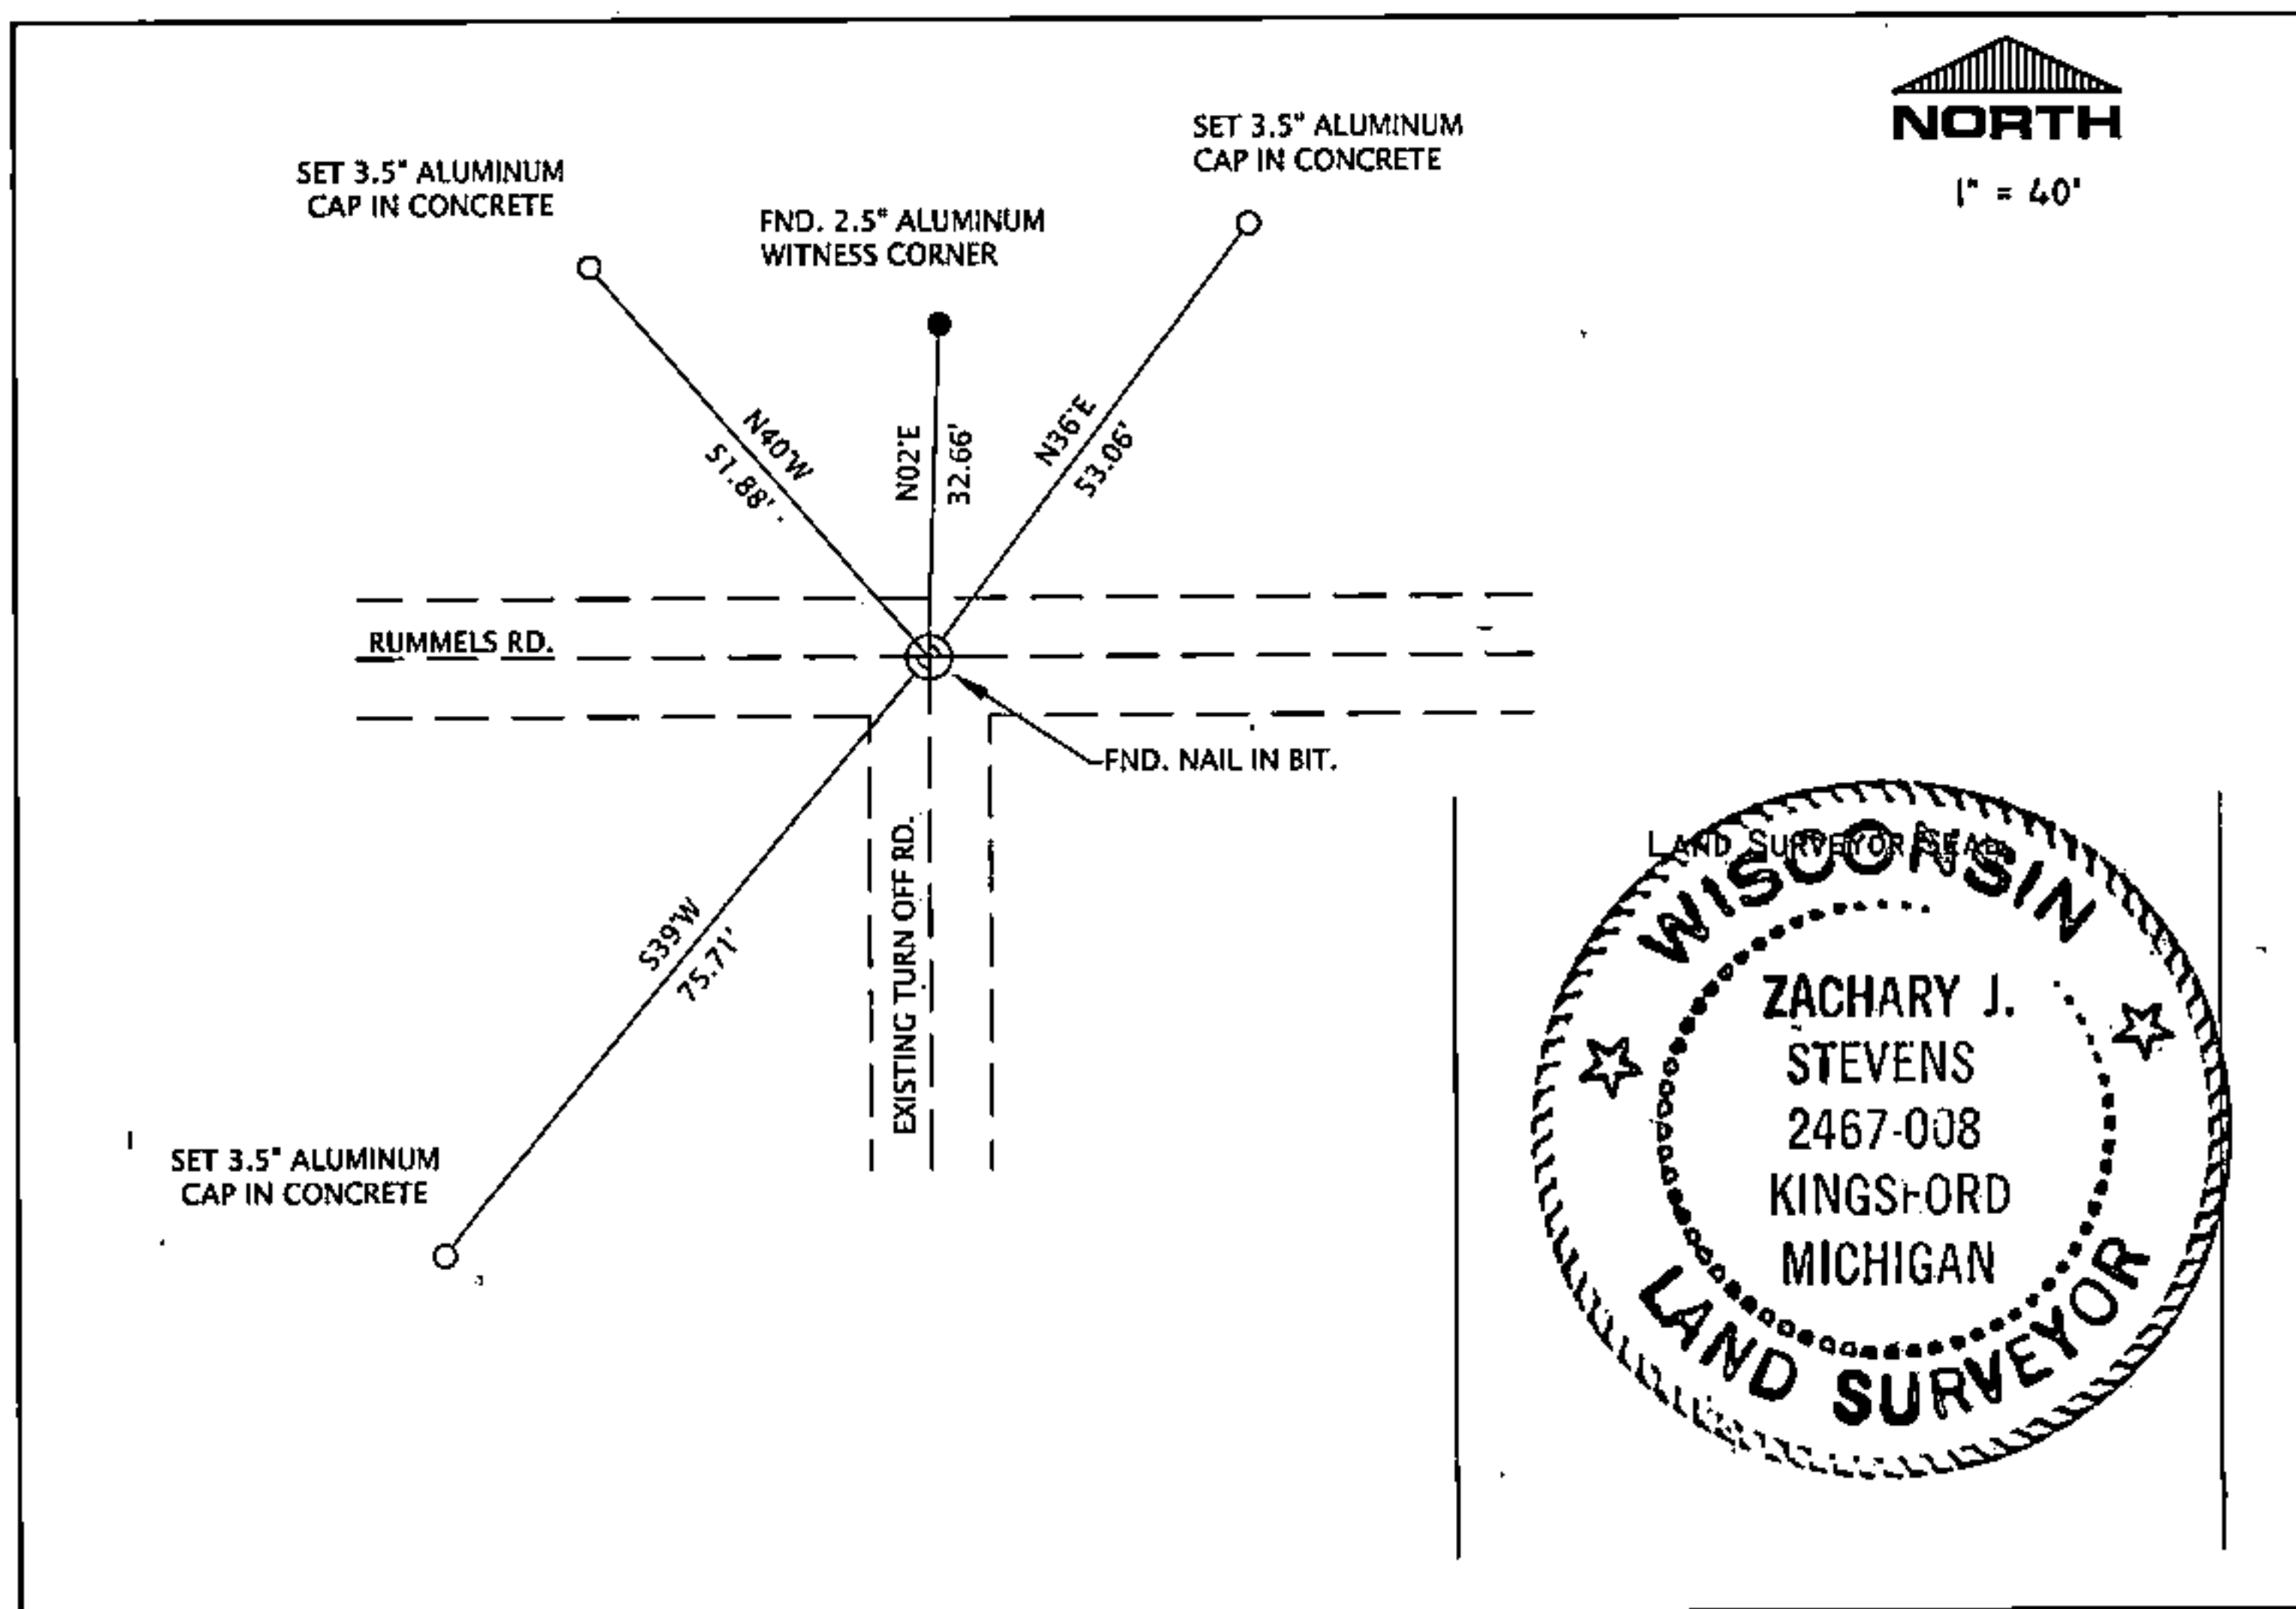 NORTH
1" = 40'
SET 3.5" ALUMINUM
CAP IN CONCRETE
SET 3.5" ALUMINUM
CAP IN CONCRETE
FND. 2.5" ALUMINUM
WITNESS CORNER
N40°W
51.88'
N02°E
32.66'
N36°E
53.06'
RUMMELS RD.
FND. NAIL IN BIT.
EXISTING TURN OFF RD.
S39°W
75.71'
SET 3.5" ALUMINUM
CAP IN CONCRETE
LAND SURVEYOR SEAL
WISCONSIN
ZACHARY J.
STEVENS
2467-008
KINGSFORD
MICHIGAN
LAND SURVEYOR